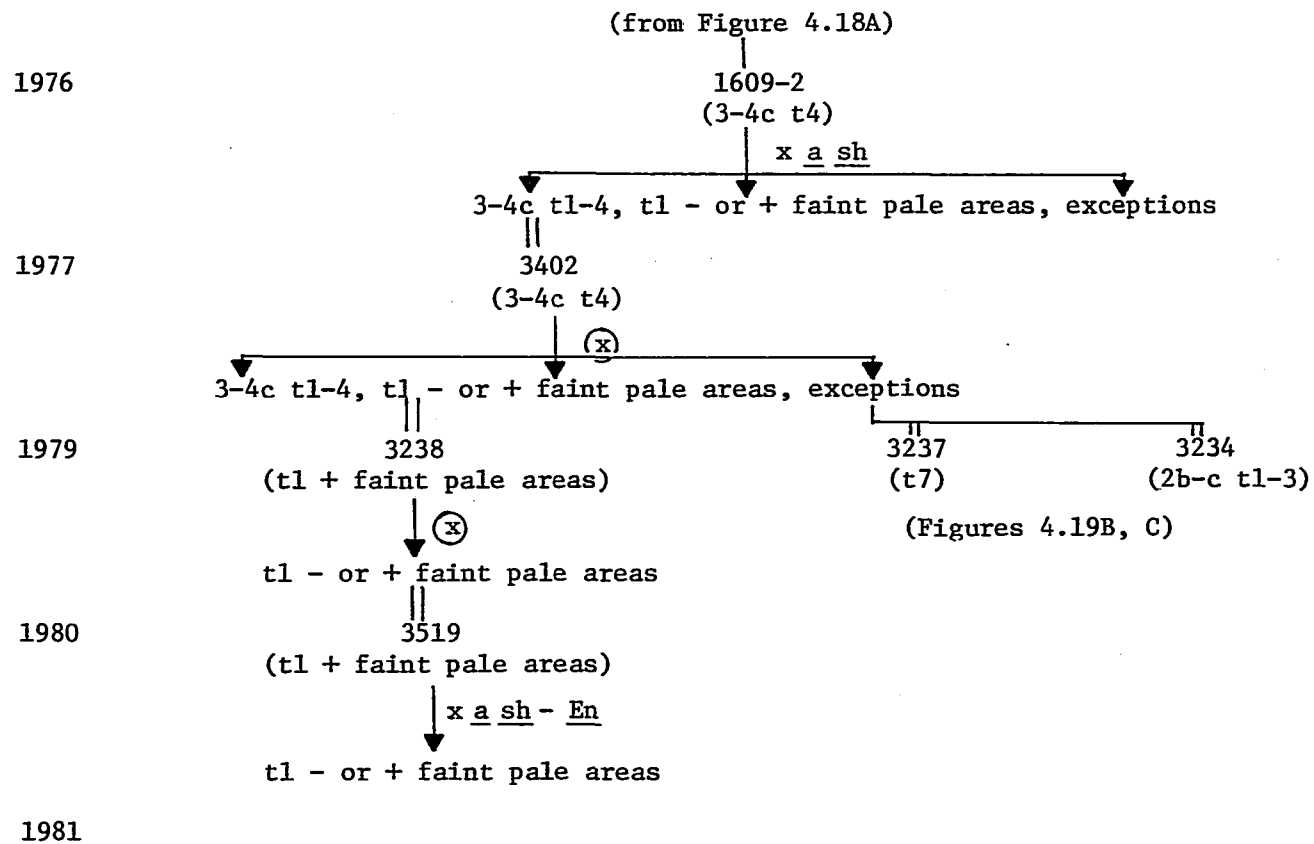 (from Figure 4.18A)
1976 1609-2
(3-4c t4)
x a sh
3-4c t1-4, t1 - or + faint pale areas, exceptions
1977 3402
(3-4c t4)
x
3-4c t1-4, t1 - or + faint pale areas, exceptions
1979 3238 3237 3234
(t1 + faint pale areas) (t7) (2b-c t1-3)
x (Figures 4.19B, C)
t1 - or + faint pale areas
1980 3519
(t1 + faint pale areas)
x a sh - En
t1 - or + faint pale areas
1981